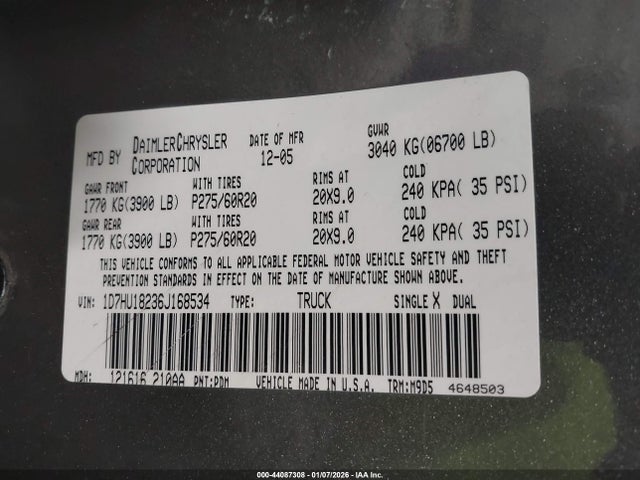 MFD BY DAIMLERCHRYSLER CORPORATION DATE OF MFR 12-05 GVWR 3040 KG(06700 LB)
GAWR FRONT WITH TIRES RIMS AT COLD
1770 KG(3900 LB) P275/60R20 20X9.0 240 KPA( 35 PSI)
GAWR REAR WITH TIRES RIMS AT COLD
1770 KG(3900 LB) P275/60R20 20X9.0 240 KPA( 35 PSI)
THIS VEHICLE CONFORMS TO ALL APPLICABLE FEDERAL MOTOR VEHICLE SAFETY AND THEFT
PREVENTION STANDARDS IN EFFECT ON THE DATE OF MANUFACTURE SHOWN ABOVE.
VIN: 1D7HU18236J168534 TYPE: TRUCK SINGLE X DUAL
MDH: 121616 210AA PNT:PDM VEHICLE MADE IN U.S.A. TRM:M9D5 4648503
000-44087308 - 01/07/2026 - IAA Inc.